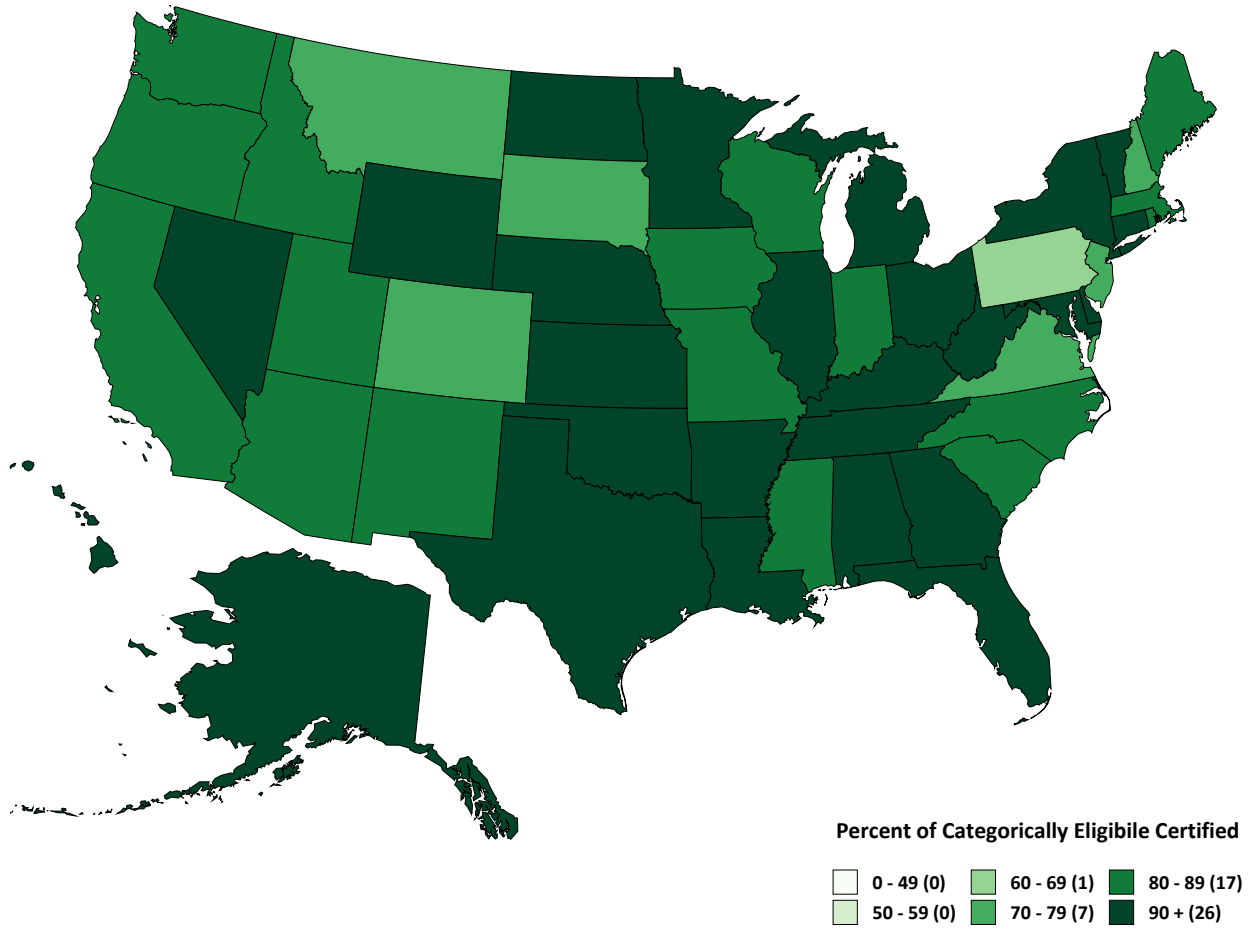 Percent of Categorically Eligibile Certified
0 - 49 (0) 60 - 69 (1) 80 - 89 (17)
50 - 59 (0) 70 - 79 (7) 90 + (26)